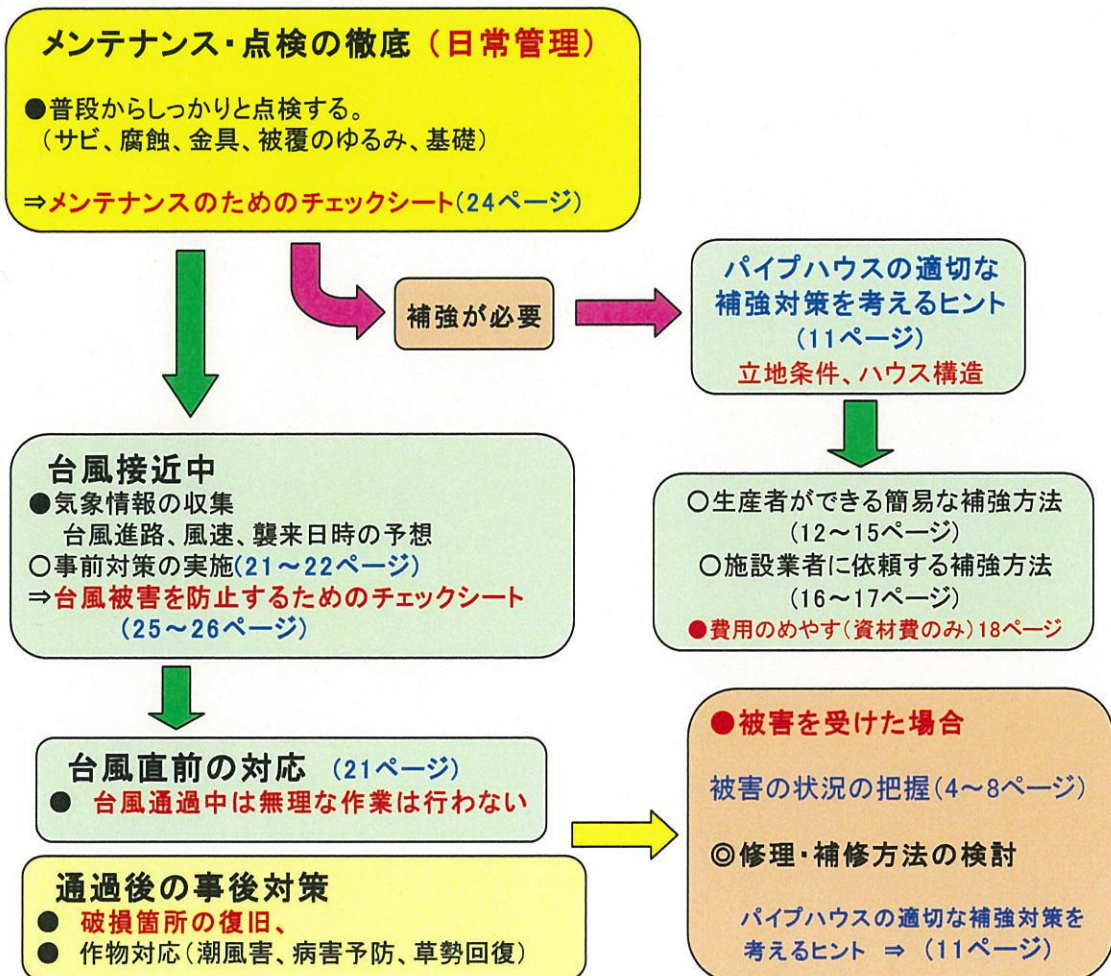 メンテナンス・点検の徹底（日常管理）
●普段からしっかりと点検する。
（サビ、腐蝕、金具、被覆のゆるみ、基礎）
⇒メンテナンスのためのチェックシート(24ページ)
補強が必要
パイプハウスの適切な
補強対策を考えるヒント
(11ページ)
立地条件、ハウス構造
○生産者ができる簡易な補強方法
(12～15ページ)
○施設業者に依頼する補強方法
(16～17ページ)
●費用のめやす(資材費のみ)18ページ
台風接近中
●気象情報の収集
台風進路、風速、襲来日時の予想
○事前対策の実施(21～22ページ)
⇒台風被害を防止するためのチェックシート
(25～26ページ)
台風直前の対応 (21ページ)
● 台風通過中は無理な作業は行わない
通過後の事後対策
● 破損箇所の復旧、
● 作物対応(潮風害、病害予防、草勢回復)
●被害を受けた場合
被害の状況の把握(4～8ページ)
◎修理・補修方法の検討
パイプハウスの適切な補強対策を
考えるヒント ⇒ (11ページ)